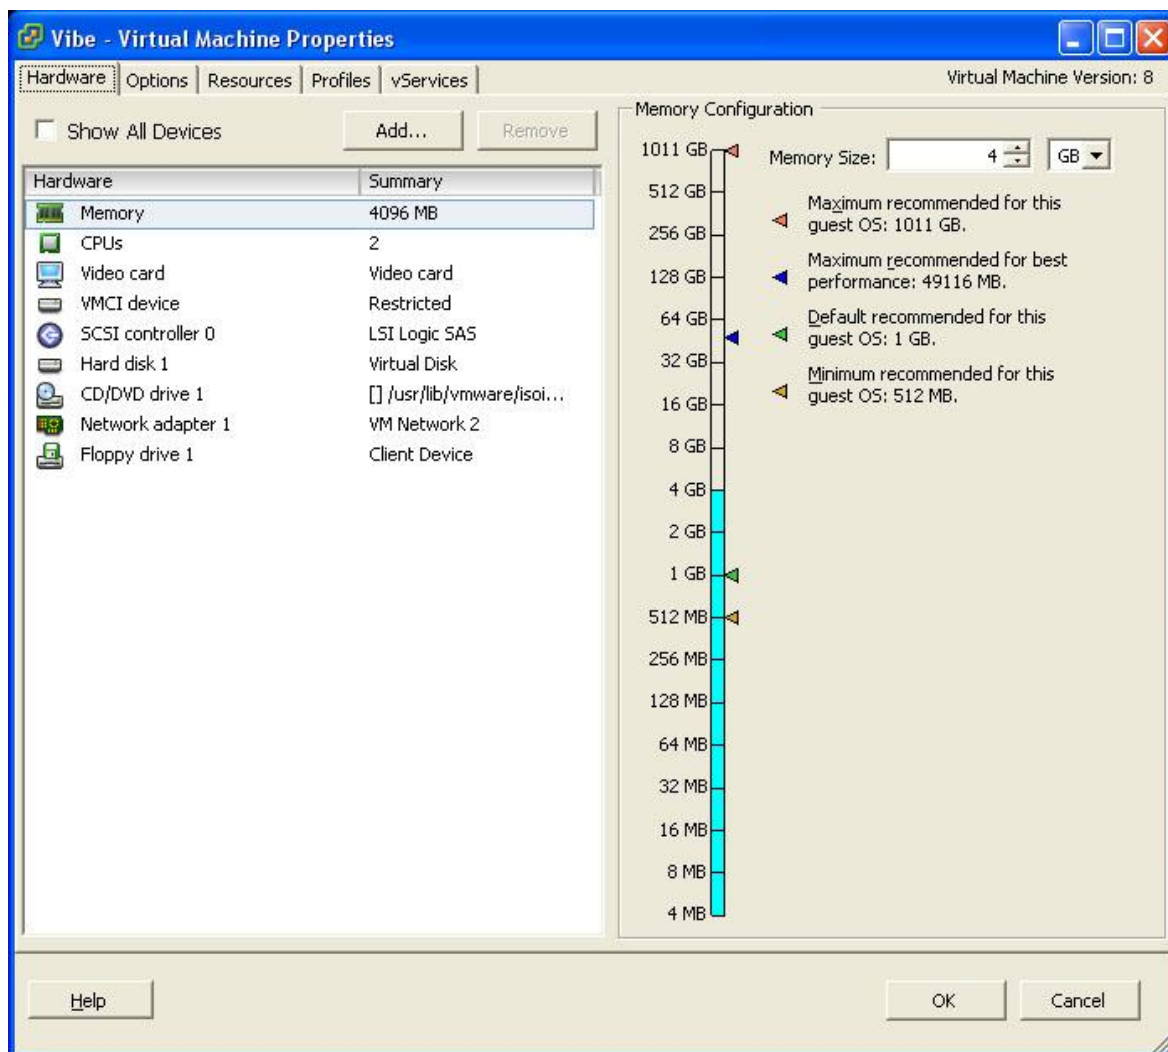 Vibe - Virtual Machine Properties
Hardware Options Resources Profiles vServices Virtual Machine Version: 8
Show All Devices Add... Remove
Hardware Summary
Memory 4096 MB
CPUs 2
Video card Video card
VMCI device Restricted
SCSI controller 0 LSI Logic SAS
Hard disk 1 Virtual Disk
CD/DVD drive 1 [] /usr/lib/vmware/isoi...
Network adapter 1 VM Network 2
Floppy drive 1 Client Device
Memory Configuration
Memory Size: 4 GB
1011 GB
512 GB
256 GB
128 GB
64 GB
32 GB
16 GB
8 GB
4 GB
2 GB
1 GB
512 MB
256 MB
128 MB
64 MB
32 MB
16 MB
8 MB
4 MB
Maximum recommended for this
guest OS: 1011 GB.
Maximum recommended for best
performance: 49116 MB.
Default recommended for this
guest OS: 1 GB.
Minimum recommended for this
guest OS: 512 MB.
Help OK Cancel